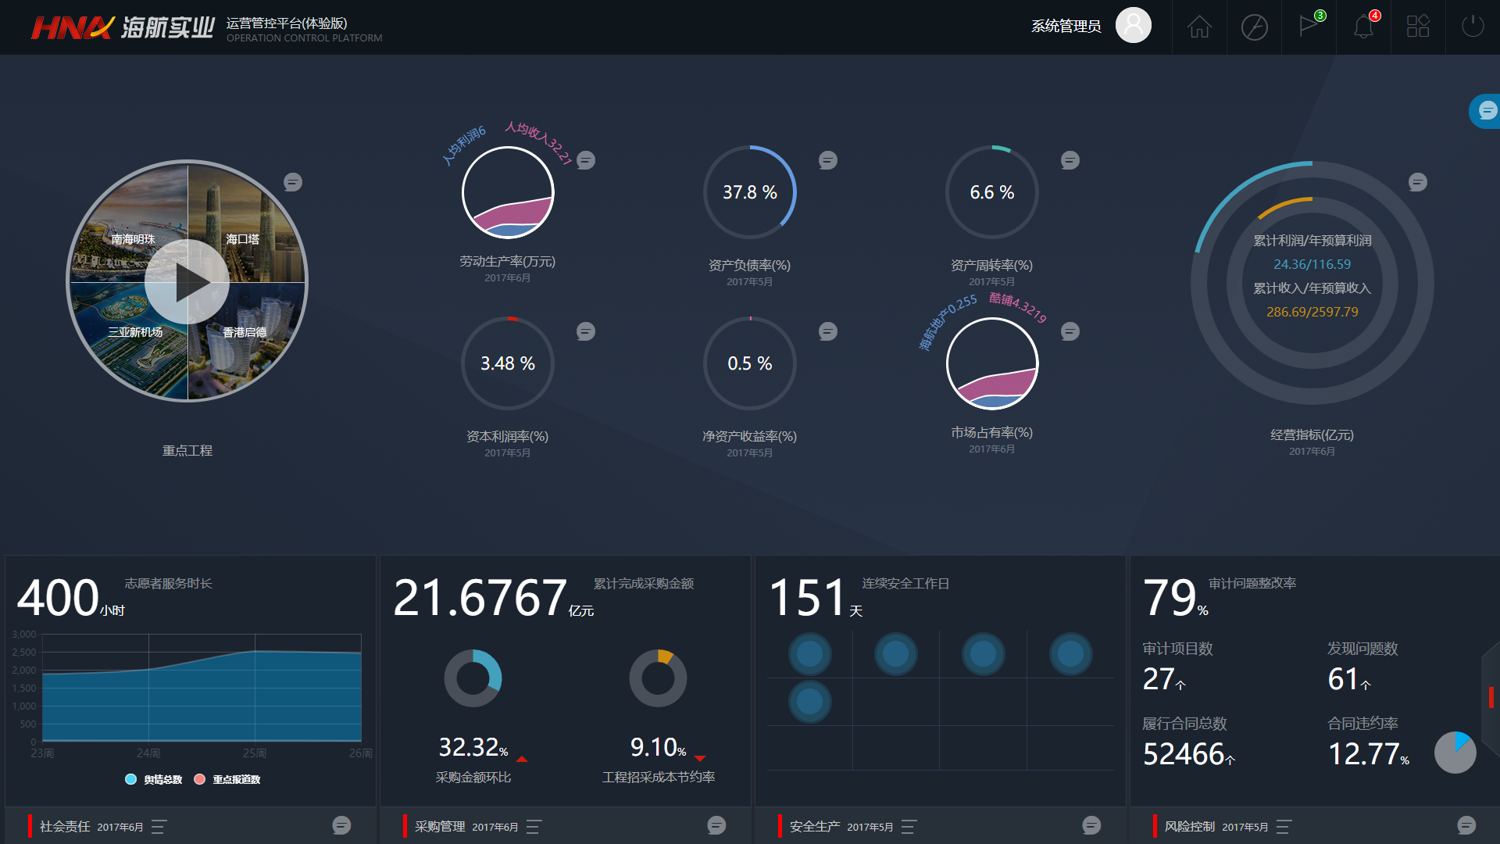 HNA 海航实业
运营管控平台(体验版)
OPERATION CONTROL PLATFORM
系统管理员
3
4
南海明珠
海口塔
三亚新机场
香港启德
重点工程
人均利润6
人均收入32.21
劳动生产率(万元)
2017年6月
37.8 %
资产负债率(%)
2017年5月
6.6 %
资产周转率(%)
2017年5月
3.48 %
资本利润率(%)
2017年5月
0.5 %
净资产收益率(%)
2017年5月
海航地产0.255
酷铺4.3219
市场占有率(%)
2017年6月
累计利润/年预算利润
24.36/116.59
累计收入/年预算收入
286.69/2597.79
经营指标(亿元)
2017年6月
400小时
志愿者服务时长
3,000
2,500
2,000
1,500
1,000
500
0
23周
24周
25周
26周
舆情总数
重点报道数
社会责任 2017年6月
21.6767亿元
累计完成采购金额
32.32%
采购金额环比
9.10%
工程招采成本节约率
采购管理 2017年6月
151天
连续安全工作日
安全生产 2017年5月
79%
审计问题整改率
审计项目数
27个
发现问题数
61个
履行合同总数
52466个
合同违约率
12.77%
风险控制 2017年5月